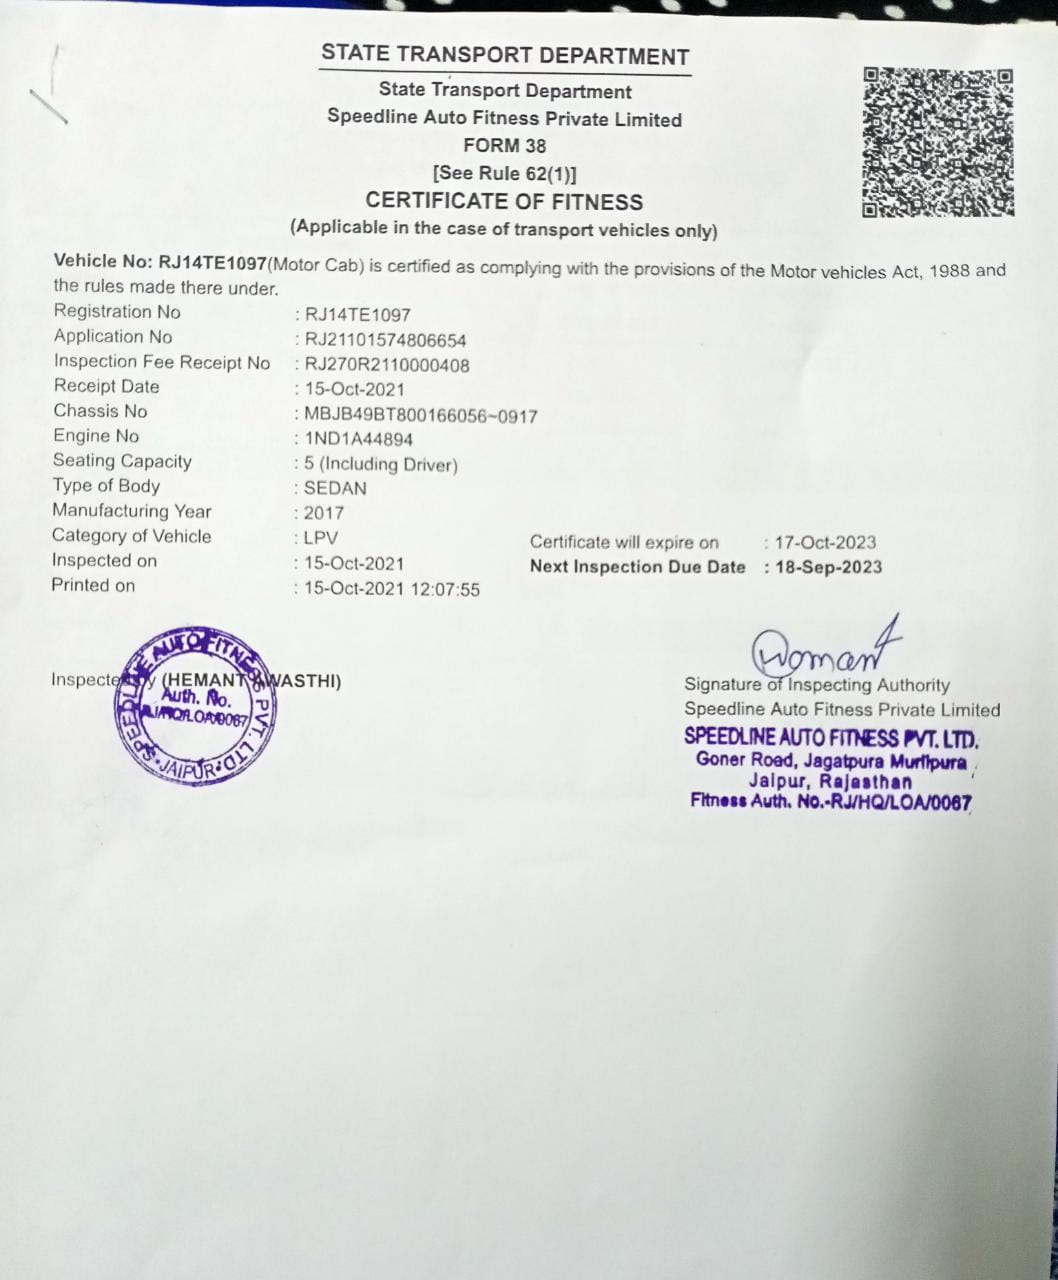 STATE TRANSPORT DEPARTMENT
State Transport Department
Speedline Auto Fitness Private Limited
FORM 38
[See Rule 62(1)]
CERTIFICATE OF FITNESS
(Applicable in the case of transport vehicles only)
Vehicle No: RJ14TE1097(Motor Cab) is certified as complying with the provisions of the Motor vehicles Act, 1988 and
the rules made there under.
Registration No : RJ14TE1097
Application No : RJ21101574806654
Inspection Fee Receipt No : RJ270R2110000408
Receipt Date : 15-Oct-2021
Chassis No : MBJB49BT800166056~0917
Engine No : 1ND1A44894
Seating Capacity : 5 (Including Driver)
Type of Body : SEDAN
Manufacturing Year : 2017
Category of Vehicle : LPV Certificate will expire on : 17-Oct-2023
Inspected on : 15-Oct-2021 Next Inspection Due Date : 18-Sep-2023
Printed on : 15-Oct-2021 12:07:55
Inspected by (HEMANT AWASTHI)
SPEEDLINE AUTO FITNESS PVT. LTD.
Auth. No.
RJ/HQ/LOA/0067
JAIPUR
Signature of Inspecting Authority
Speedline Auto Fitness Private Limited
SPEEDLINE AUTO FITNESS PVT. LTD.
Goner Road, Jagatpura Murlipura
Jaipur, Rajasthan
Fitness Auth. No.-RJ/HQ/LOA/0067